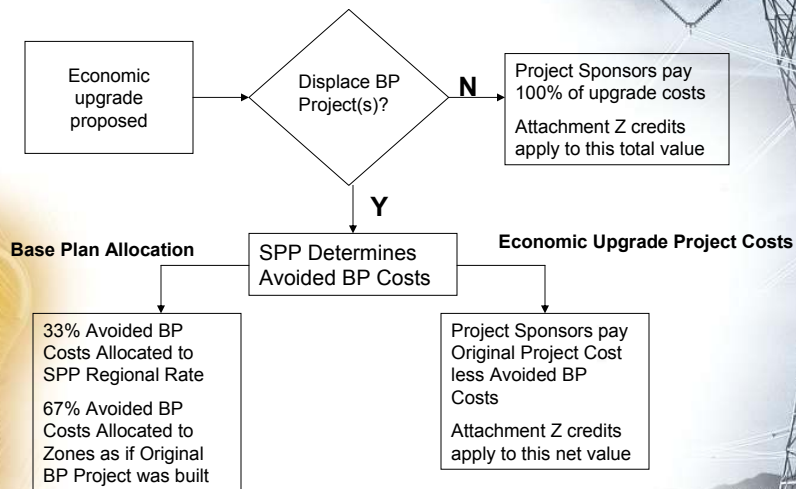 Economic
upgrade
proposed
Displace BP
Project(s)?
N
Project Sponsors pay
100% of upgrade costs
Attachment Z credits
apply to this total value
Y
Base Plan Allocation
SPP Determines
Avoided BP Costs
Economic Upgrade Project Costs
33% Avoided BP
Costs Allocated to
SPP Regional Rate
67% Avoided BP
Costs Allocated to
Zones as if Original
BP Project was built
Project Sponsors pay
Original Project Cost
less Avoided BP
Costs
Attachment Z credits
apply to this net value